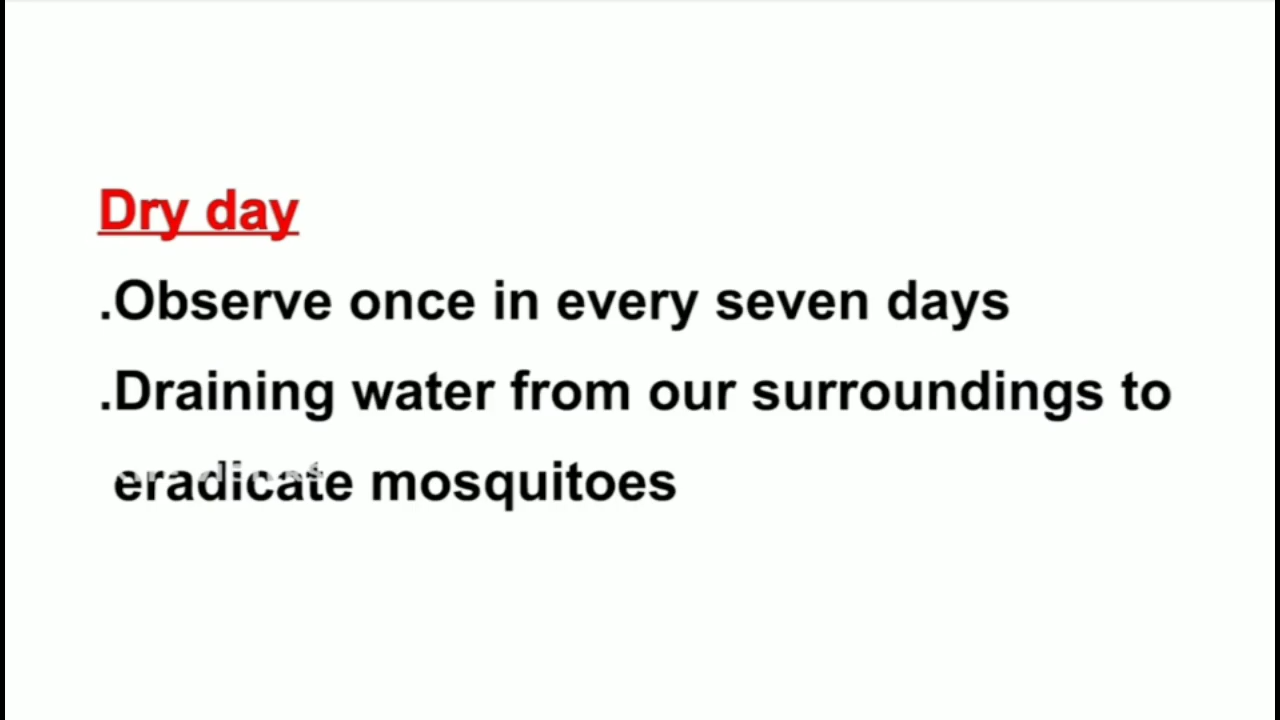 Dry day
.Observe once in every seven days
.Draining water from our surroundings to
eradicate mosquitoes